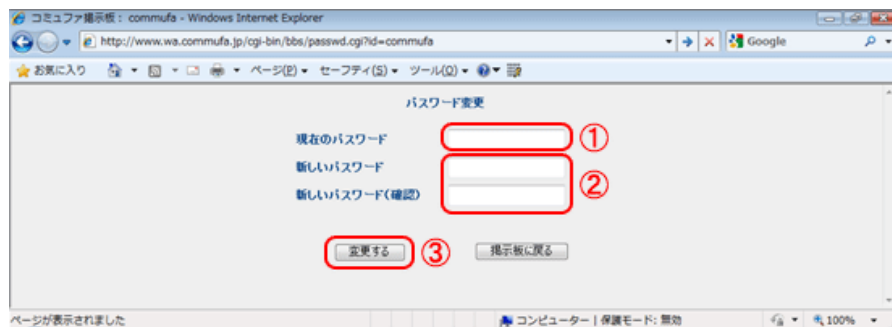 コミュファ掲示板： commufa - Windows Internet Explorer
http://www.wa.commufa.jp/cgi-bin/bbs/passwd.cgi?id=commufa
Google
お気に入り
ページ(P) セーフティ(S) ツール(O)
パスワード変更
現在のパスワード ①
新しいパスワード
新しいパスワード(確認)
②
変更する ③ 掲示板に戻る
ページが表示されました コンピューター | 保護モード: 無効 100%